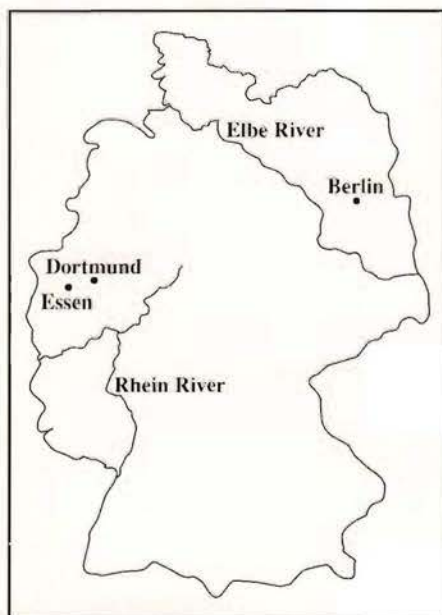 Elbe River
Berlin
Dortmund
Essen
Rhein River